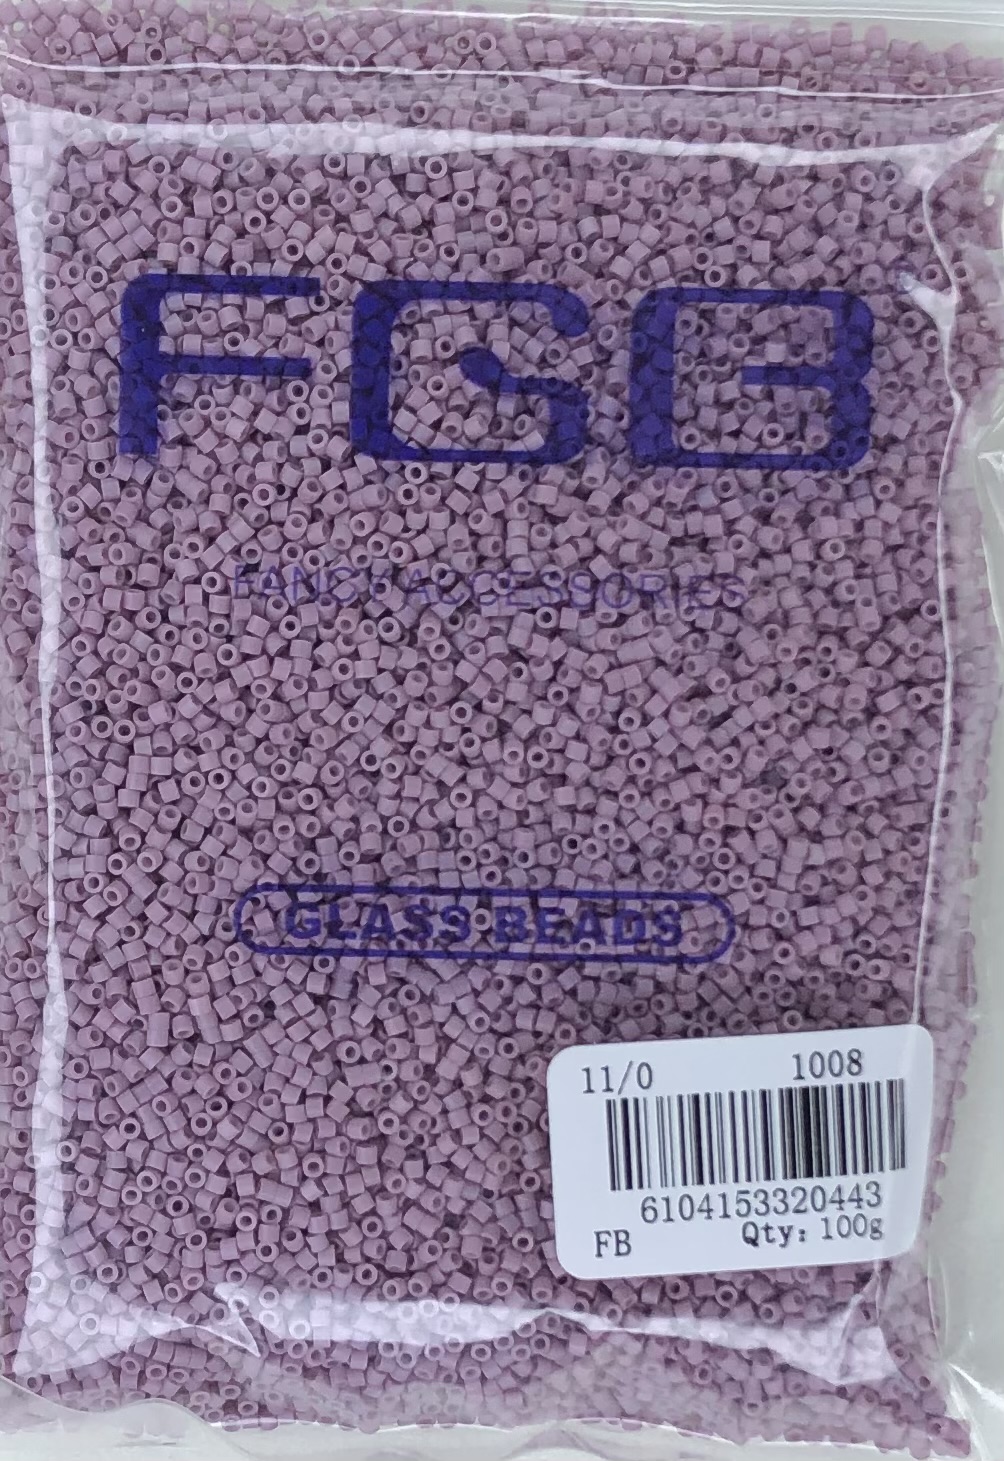 FGB
FANCY ACCESSORIES
GLASS BEADS
11/0 1008
6104153320443
FB Qty: 100g